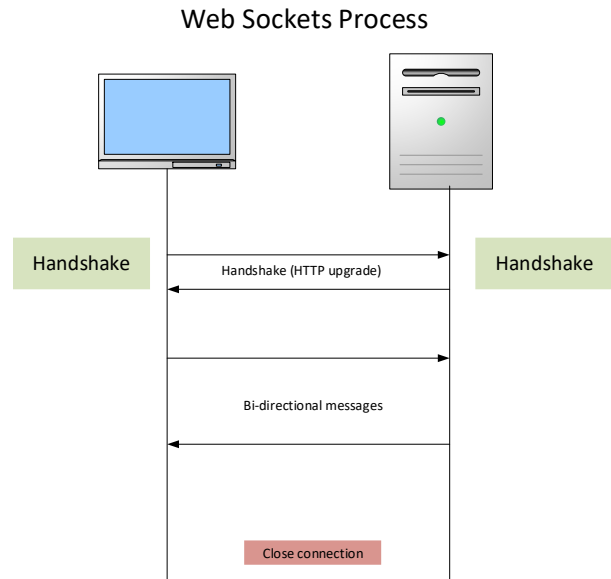 Web Sockets Process
Handshake
Handshake (HTTP upgrade)
Handshake
Bi-directional messages
Close connection